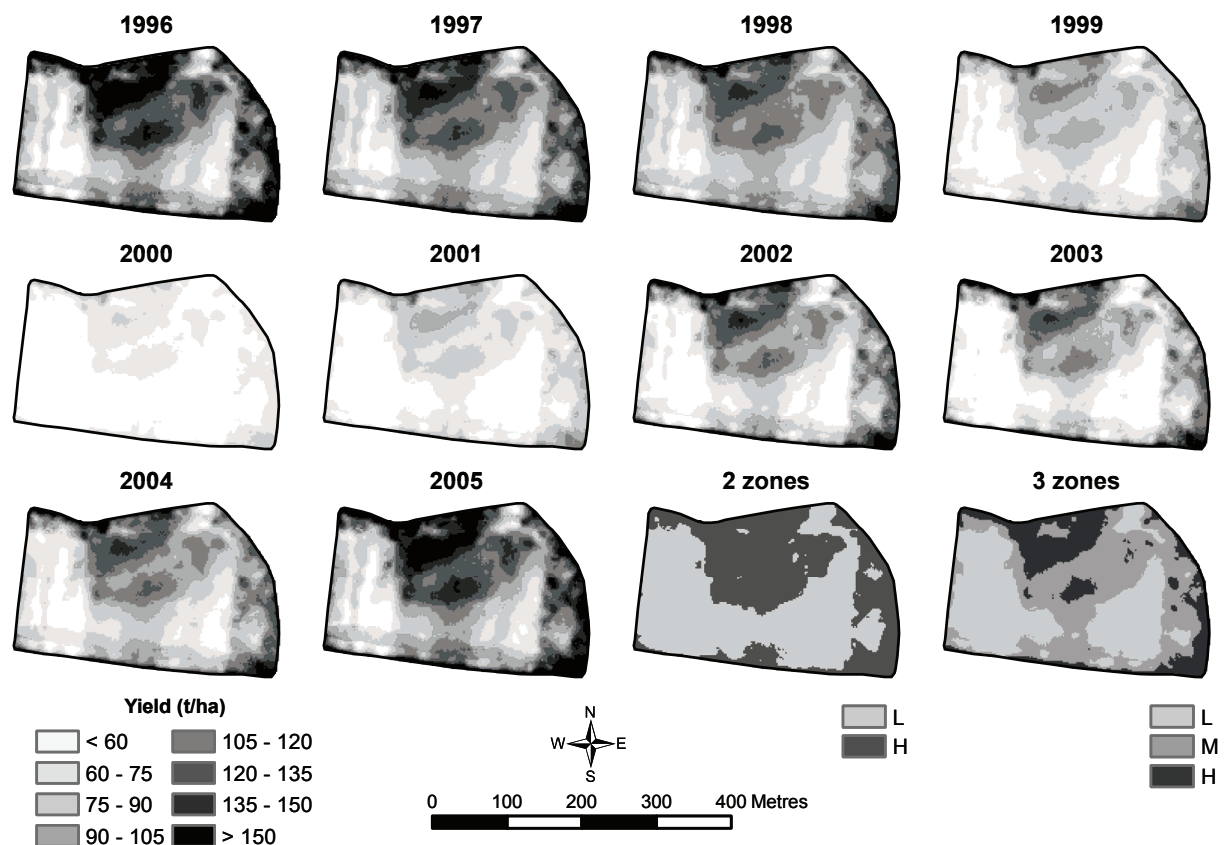 1996 1997 1998 1999
2000 2001 2002 2003
2004 2005 2 zones 3 zones
Yield (t/ha)
< 60 105 - 120
60 - 75 120 - 135
75 - 90 135 - 150
90 - 105 > 150
N
W E
S
0 100 200 300 400 Metres
L
H
L
M
H